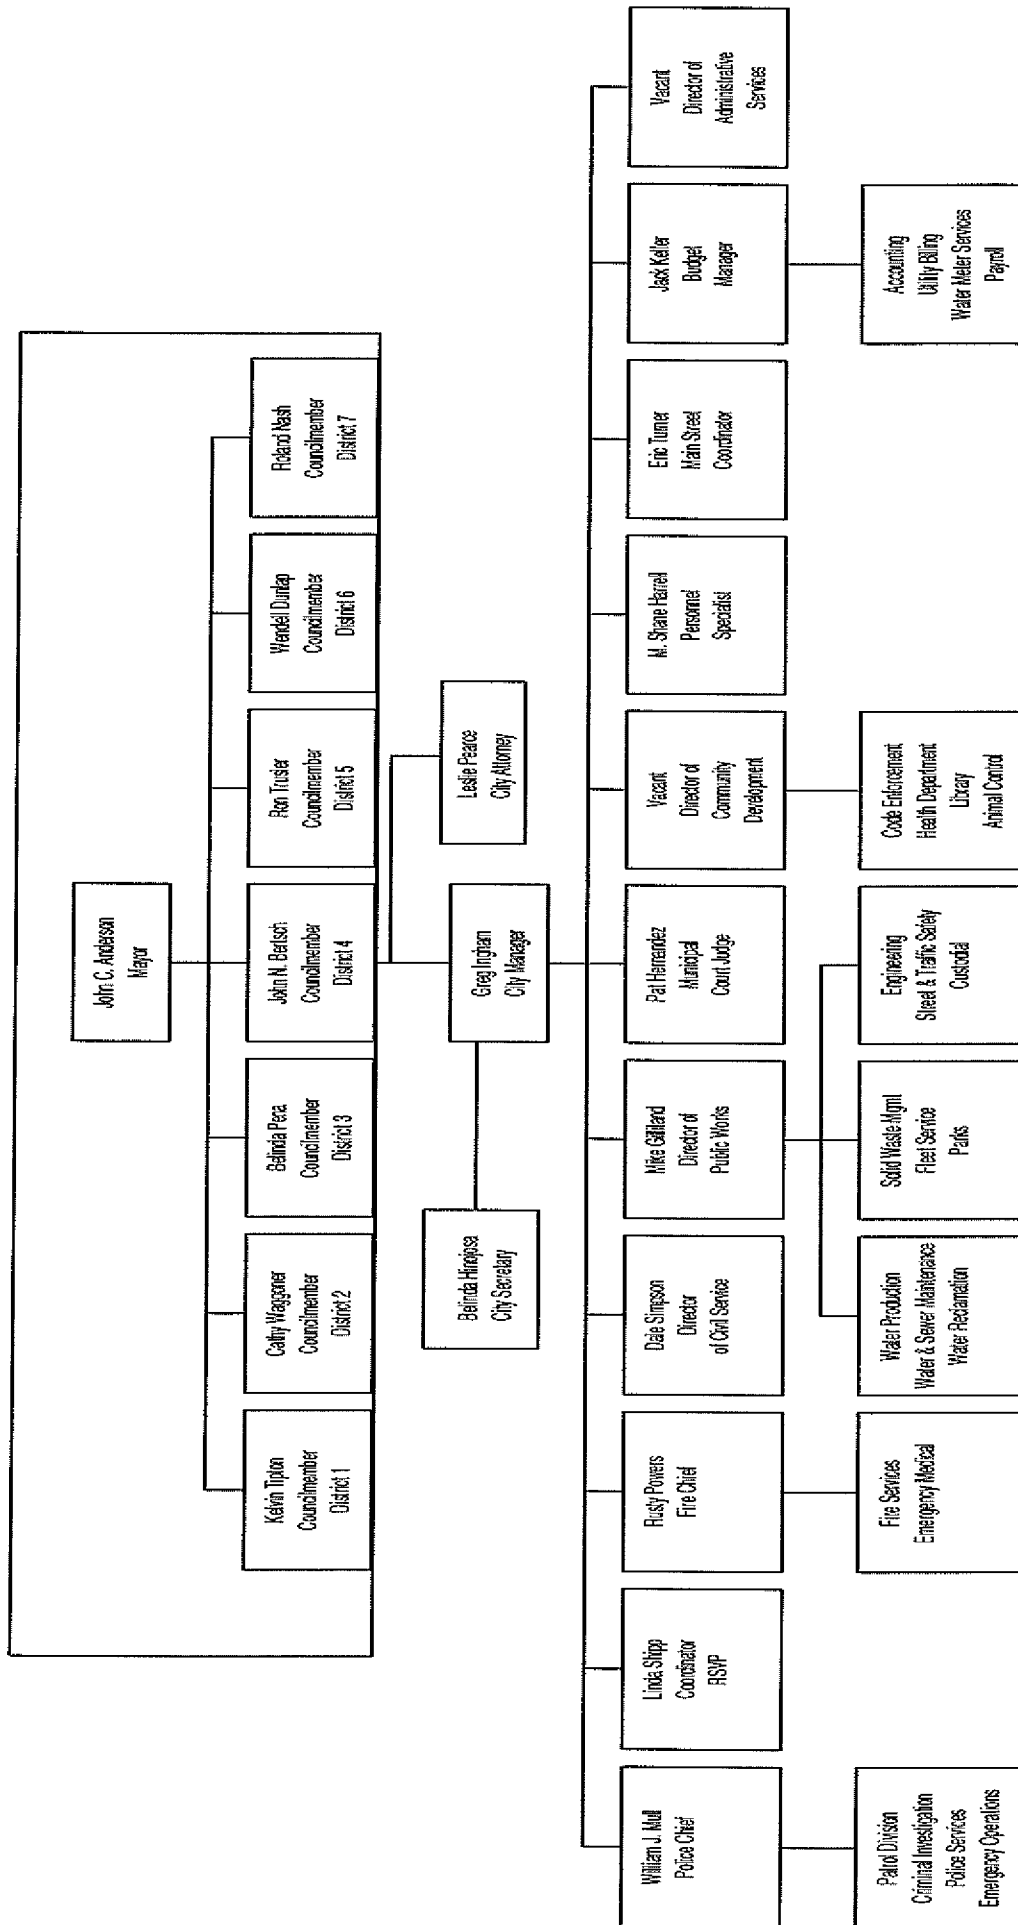 John C. Anderson
Mayor
Kelvin Tipton
Councilmember
District 1
Cathy Waggoner
Councilmember
District 2
Belinda Pena
Councilmember
District 3
John N. Bertsch
Councilmember
District 4
Ron Trusler
Councilmember
District 5
Wendell Dunlap
Councilmember
District 6
Roland Nash
Councilmember
District 7
Leslie Pearce
City Attorney
Greg Ingham
City Manager
Belinda Hinojosa
City Secretary
William J. Mull
Police Chief
Linda Shipp
Coordinator
RSVP
Rusty Powers
Fire Chief
Dale Simpson
Director
of Civil Service
Mike Gilliland
Director of
Public Works
Pat Hernandez
Municipal
Court Judge
Vacant
Director of
Community
Development
M. Shane Harrell
Personnel
Specialist
Eric Turner
Main Street
Coordinator
Jack Keller
Budget
Manager
Vacant
Director of
Administrative
Services
Patrol Division
Criminal Investigation
Police Services
Emergency Operations
Fire Services
Emergency Medical
Water Production
Water & Sewer Maintenance
Water Reclamation
Solid Waste Mgmt
Fleet Service
Parks
Engineering
Street & Traffic Safety
Custodial
Code Enforcement
Health Department
Library
Animal Control
Accounting
Utility Billing
Water Meter Services
Payroll